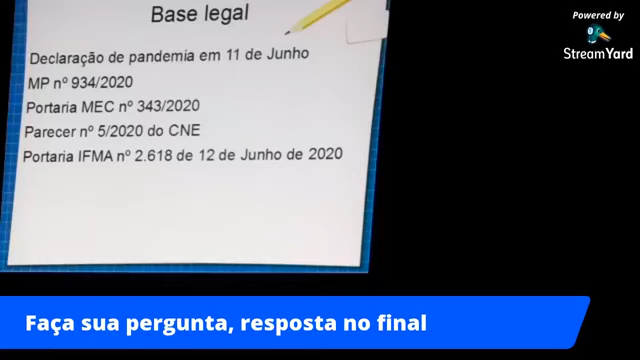 Base legal
Powered by
StreamYard
Declaração de pandemia em 11 de Junho
MP nº 934/2020
Portaria MEC nº 343/2020
Parecer nº 5/2020 do CNE
Portaria IFMA nº 2.618 de 12 de Junho de 2020
Faça sua pergunta, resposta no final